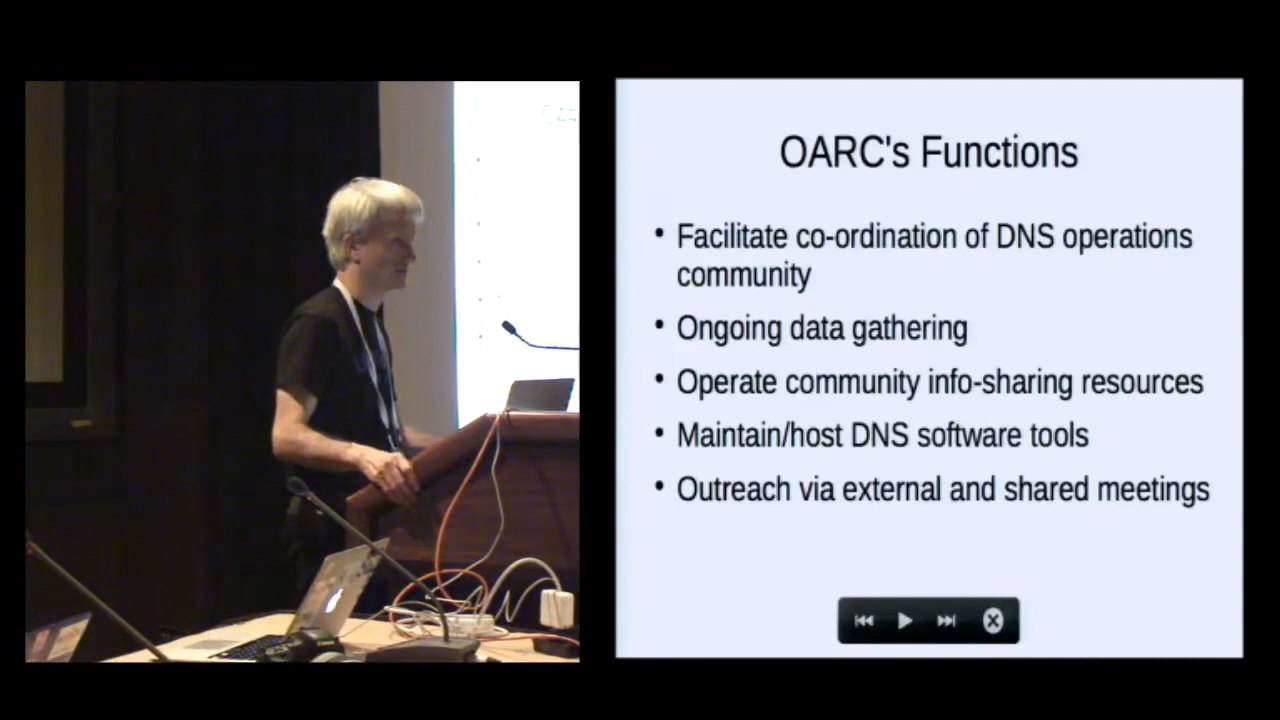 OARC's Functions
• Facilitate co-ordination of DNS operations
community
• Ongoing data gathering
• Operate community info-sharing resources
• Maintain/host DNS software tools
• Outreach via external and shared meetings